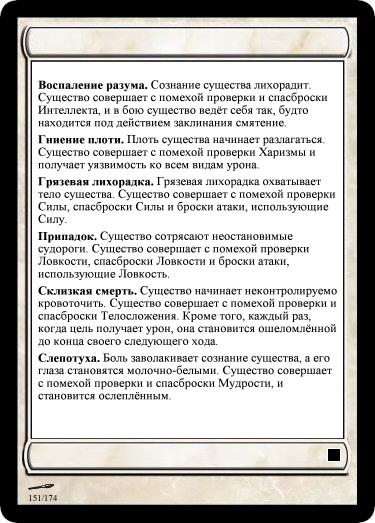 Воспаление разума. Сознание существа лихорадит.
Существо совершает с помехой проверки и спасброски
Интеллекта, и в бою существо ведёт себя так, будто
находится под действием заклинания смятение.
Гниение плоти. Плоть существа начинает разлагаться.
Существо совершает с помехой проверки Харизмы и
получает уязвимость ко всем видам урона.
Грязевая лихорадка. Грязевая лихорадка охватывает
тело существа. Существо совершает с помехой проверки
Силы, спасброски Силы и броски атаки, использующие
Силу.
Припадок. Существо сотрясают неостановимые
судороги. Существо совершает с помехой проверки
Ловкости, спасброски Ловкости и броски атаки,
использующие Ловкость.
Склизкая смерть. Существо начинает неконтролируемо
кровоточить. Существо совершает с помехой проверки и
спасброски Телосложения. Кроме того, каждый раз,
когда цель получает урон, она становится ошеломлённой
до конца своего следующего хода.
Слепотуха. Боль заволакивает сознание существа, а его
глаза становятся молочно-белыми. Существо совершает
с помехой проверки и спасброски Мудрости, и
становится ослеплённым.
151/174